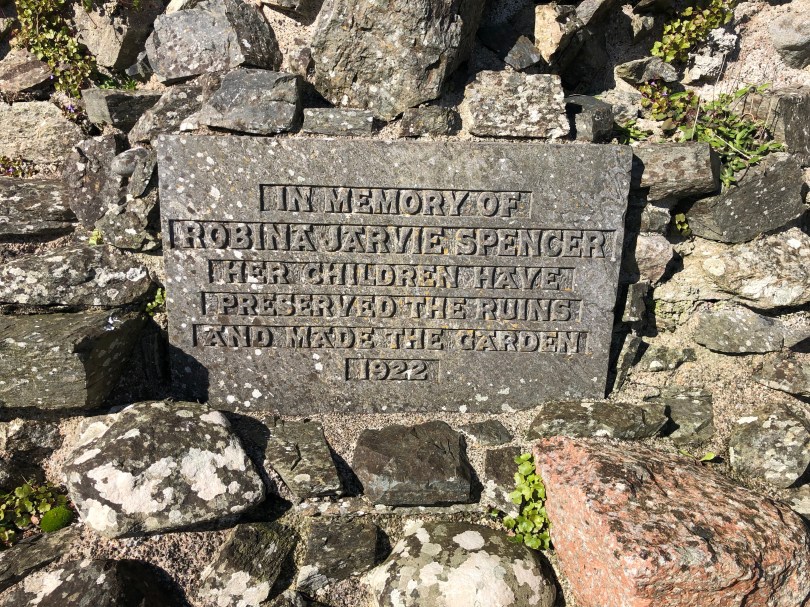 IN MEMORY OF
ROBINA JARVIE SPENCER
HER CHILDREN HAVE
PRESERVED THE RUINS
AND MADE THE GARDEN
1922